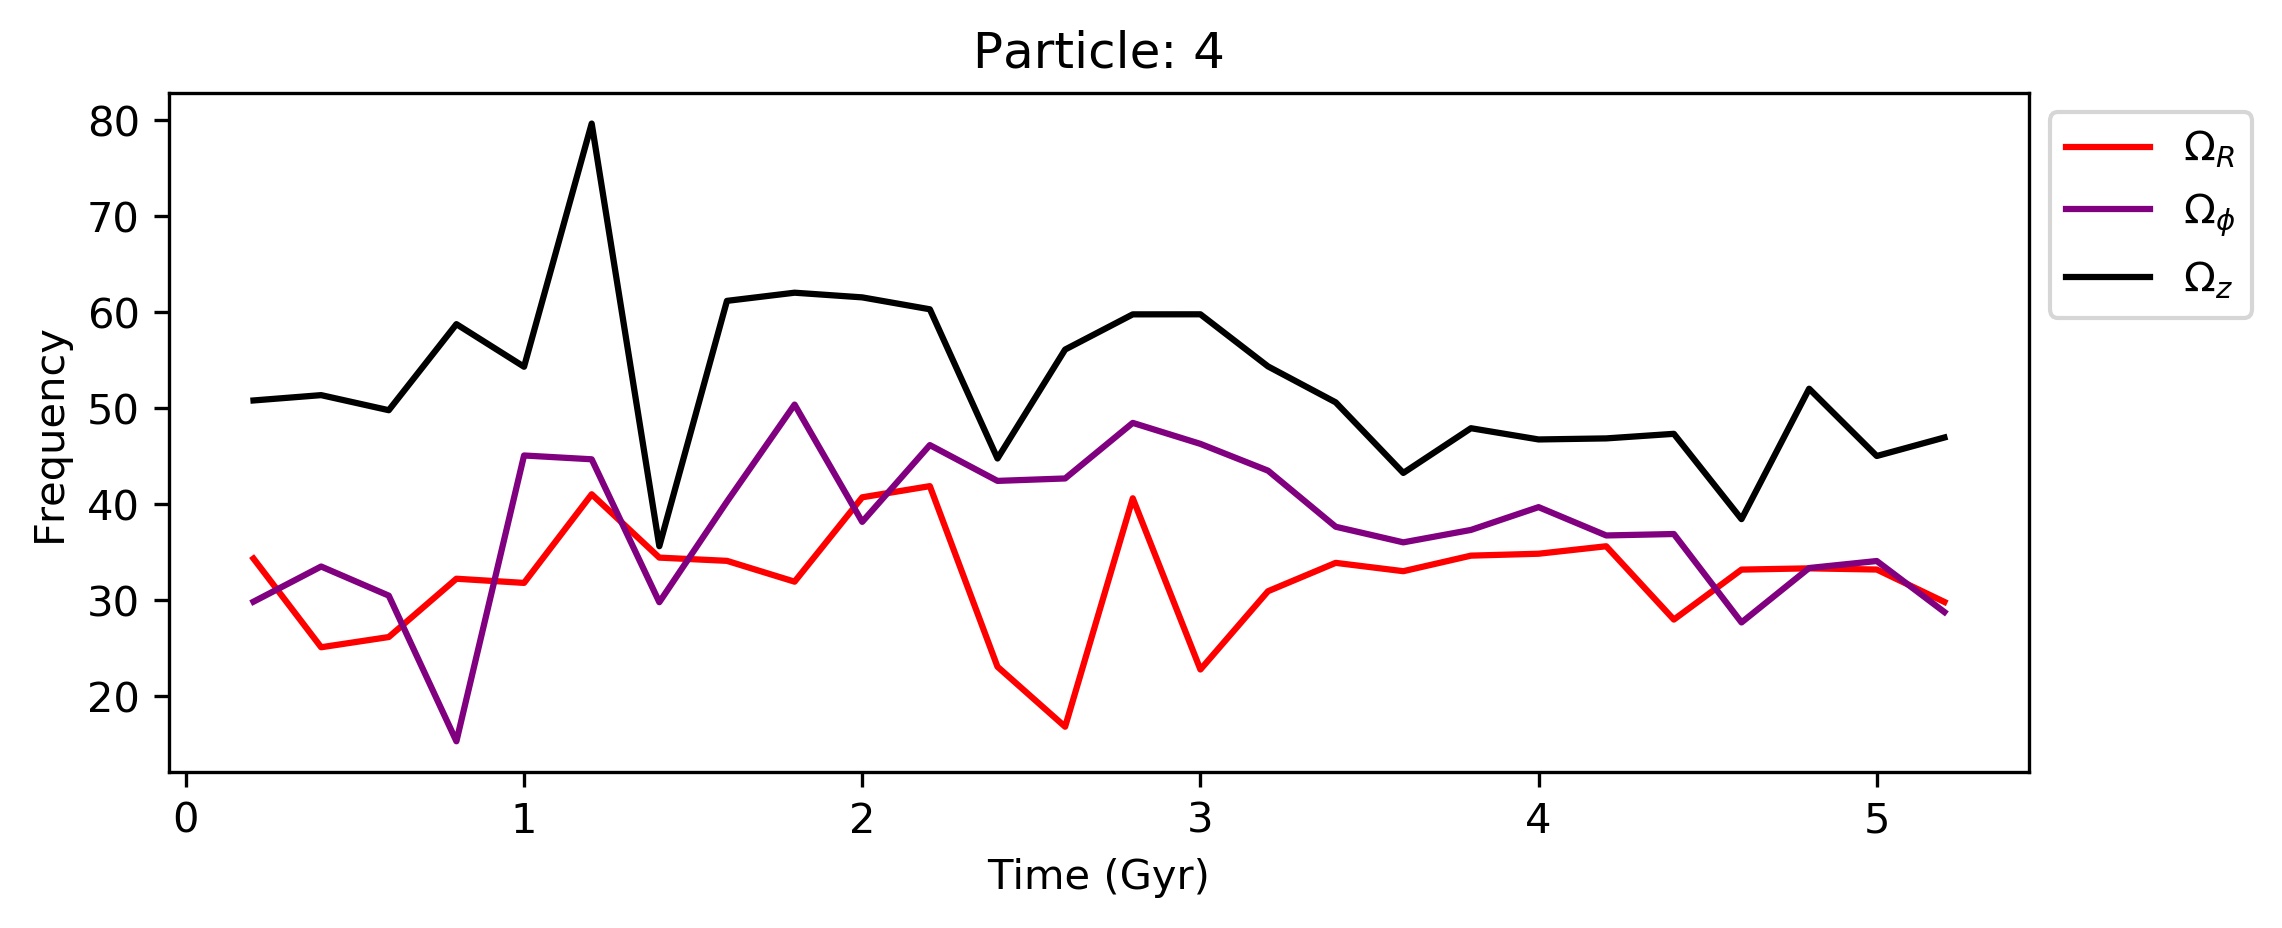 Particle: 4
80
70
60
50
40
30
20
Frequency
0 1 2 3 4 5
Time (Gyr)
Ω_R
Ω_ϕ
Ω_z